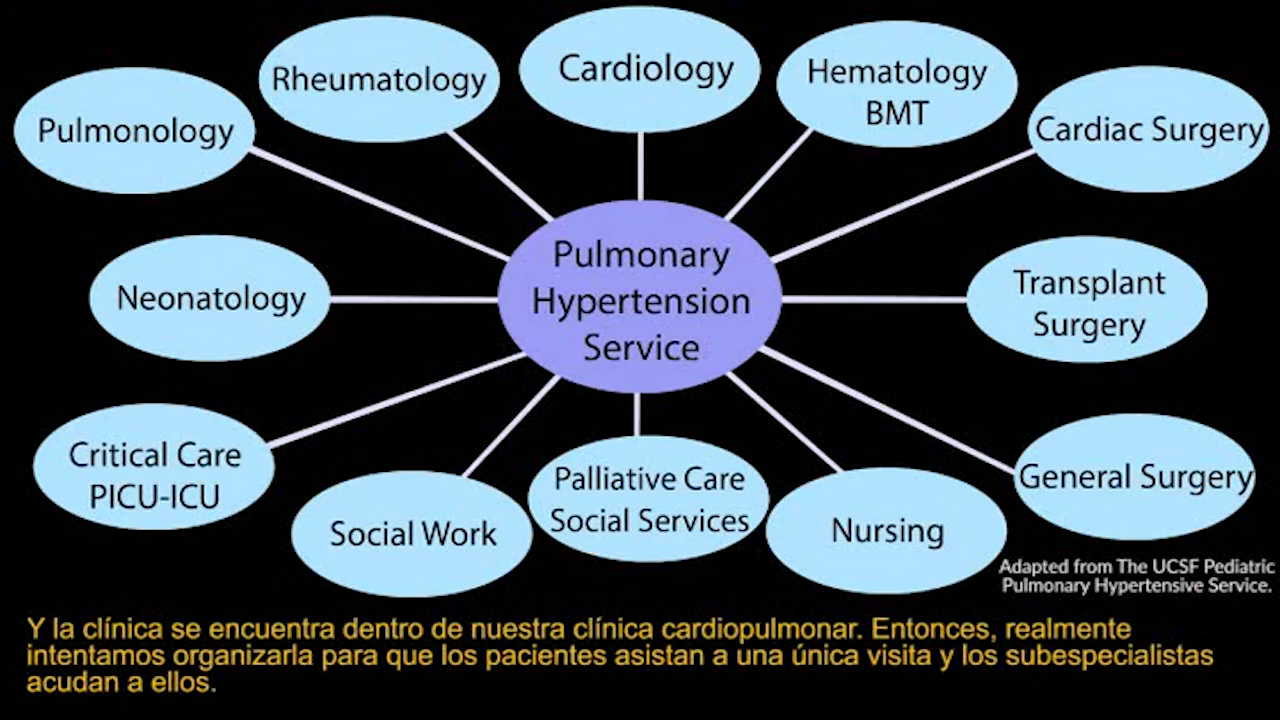 Rheumatology
Cardiology
Hematology
BMT
Pulmonology
Cardiac Surgery
Pulmonary
Hypertension
Service
Neonatology
Transplant
Surgery
Critical Care
PICU-ICU
Social Work
Palliative Care
Social Services
Nursing
General Surgery
Adapted from The UCSF Pediatric
Pulmonary Hypertensive Service.
Y la clínica se encuentra dentro de nuestra clínica cardiopulmonar. Entonces, realmente
intentamos organizarla para que los pacientes asistan a una única visita y los subespecialistas
acudan a ellos.